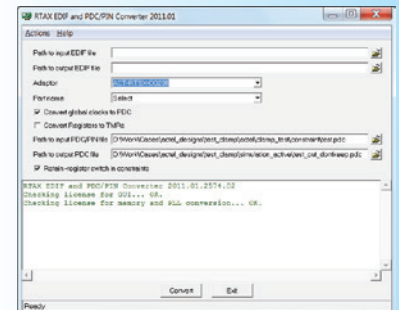 RTAX EDIF and PDC/PIN Converter 2011.01
Actions Help
Path to input EDIF file
Path to output EDIF file
Adaptor
Part name Select
Convert global clocks to PDC
Convert Registers to TMRs
Path to input PDC/PIN file
Path to output PDC file
Retain-register switch in constraints
RTAX EDIF and PDC/PIN Converter 2011.01.2574.02
Checking license for GUI... OK.
Checking license for memory and PLL conversion... OK.
Convert Exit
Ready